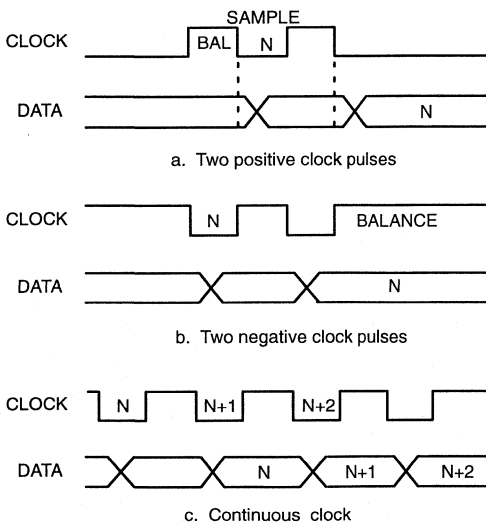 SAMPLE
CLOCK BAL N
DATA N
a. Two positive clock pulses
CLOCK N BALANCE
DATA N
b. Two negative clock pulses
CLOCK N N+1 N+2
DATA N N+1 N+2
c. Continuous clock